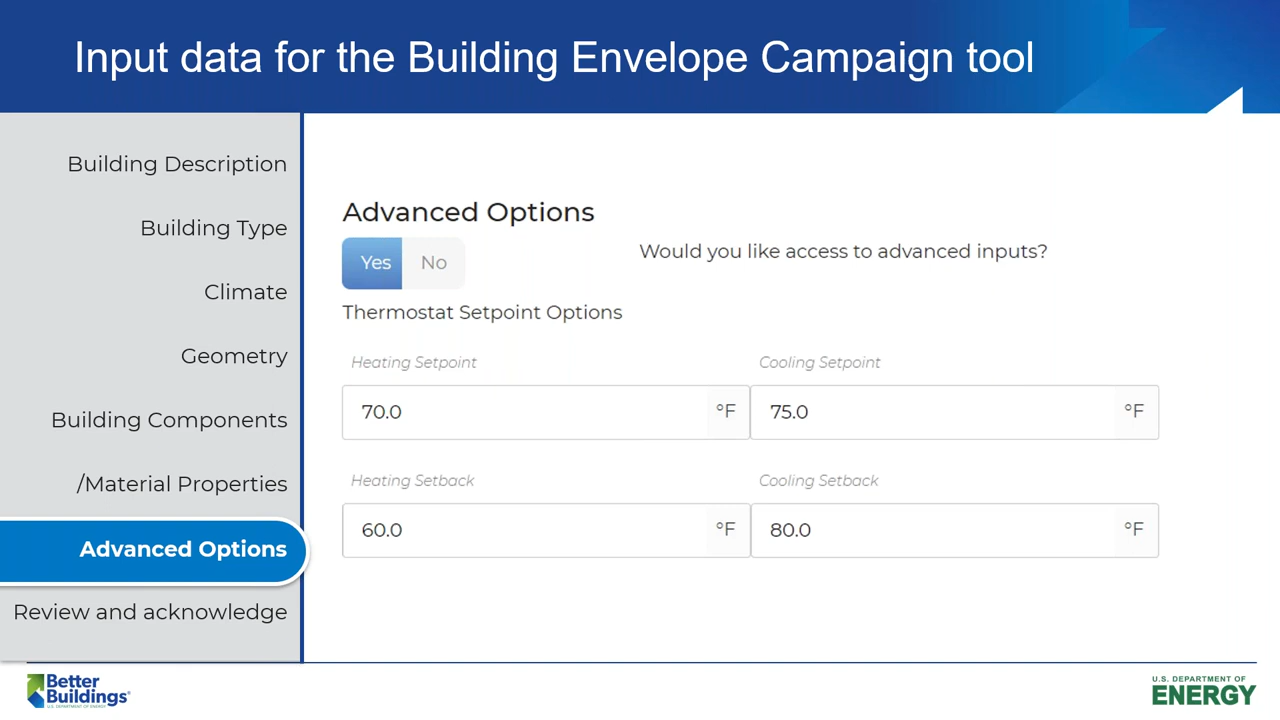 Input data for the Building Envelope Campaign tool
Building Description
Building Type
Climate
Geometry
Building Components
/Material Properties
Advanced Options
Review and acknowledge
Advanced Options
Yes No
Would you like access to advanced inputs?
Thermostat Setpoint Options
Heating Setpoint
Cooling Setpoint
70.0 °F
75.0 °F
Heating Setback
Cooling Setback
60.0 °F
80.0 °F
Better
Buildings®
U.S. DEPARTMENT OF ENERGY
U.S. DEPARTMENT OF
ENERGY